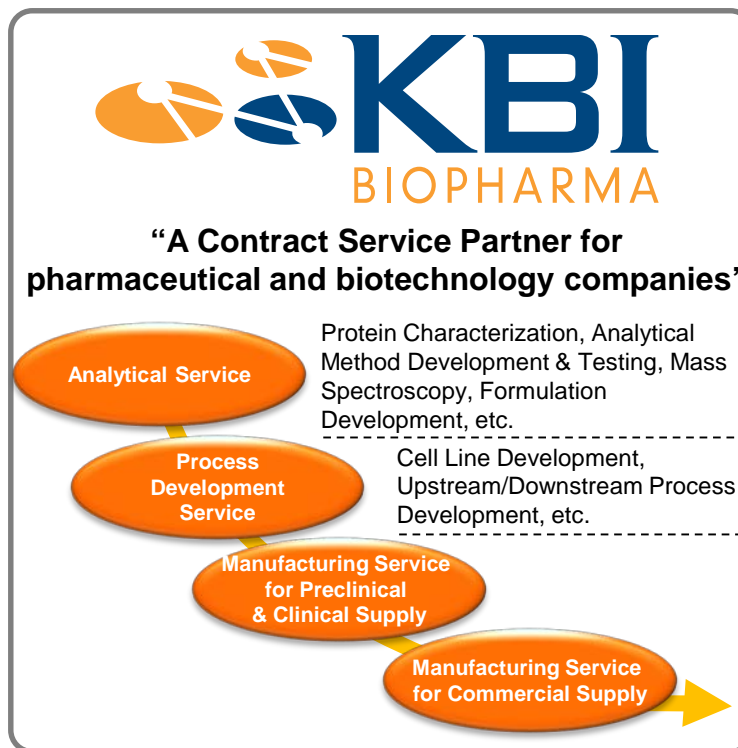 KBI
BIOPHARMA
“A Contract Service Partner for
pharmaceutical and biotechnology companies”
Analytical Service
Protein Characterization, Analytical
Method Development & Testing, Mass
Spectroscopy, Formulation
Development, etc.
Process
Development
Service
Cell Line Development,
Upstream/Downstream Process
Development, etc.
Manufacturing Service
for Preclinical
& Clinical Supply
Manufacturing Service
for Commercial Supply